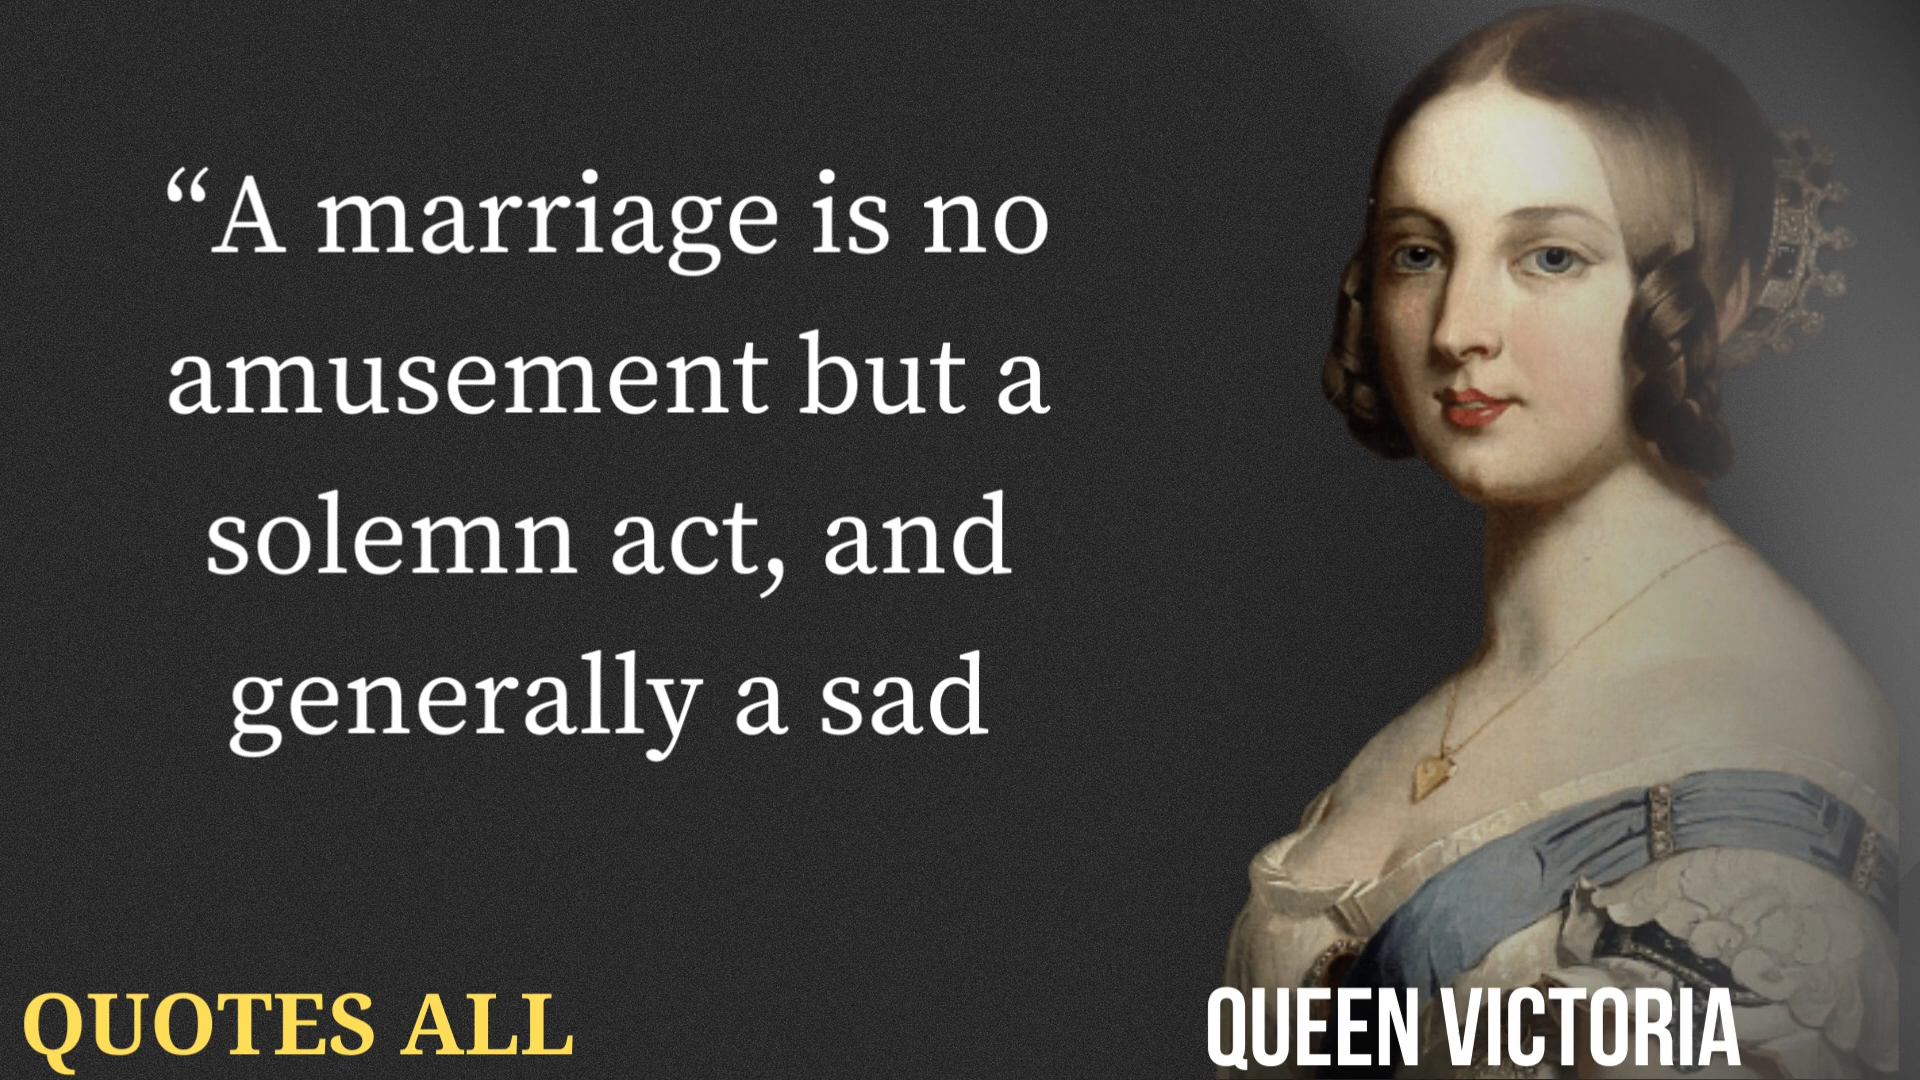 “A marriage is no
amusement but a
solemn act, and
generally a sad
QUOTES ALL
QUEEN VICTORIA